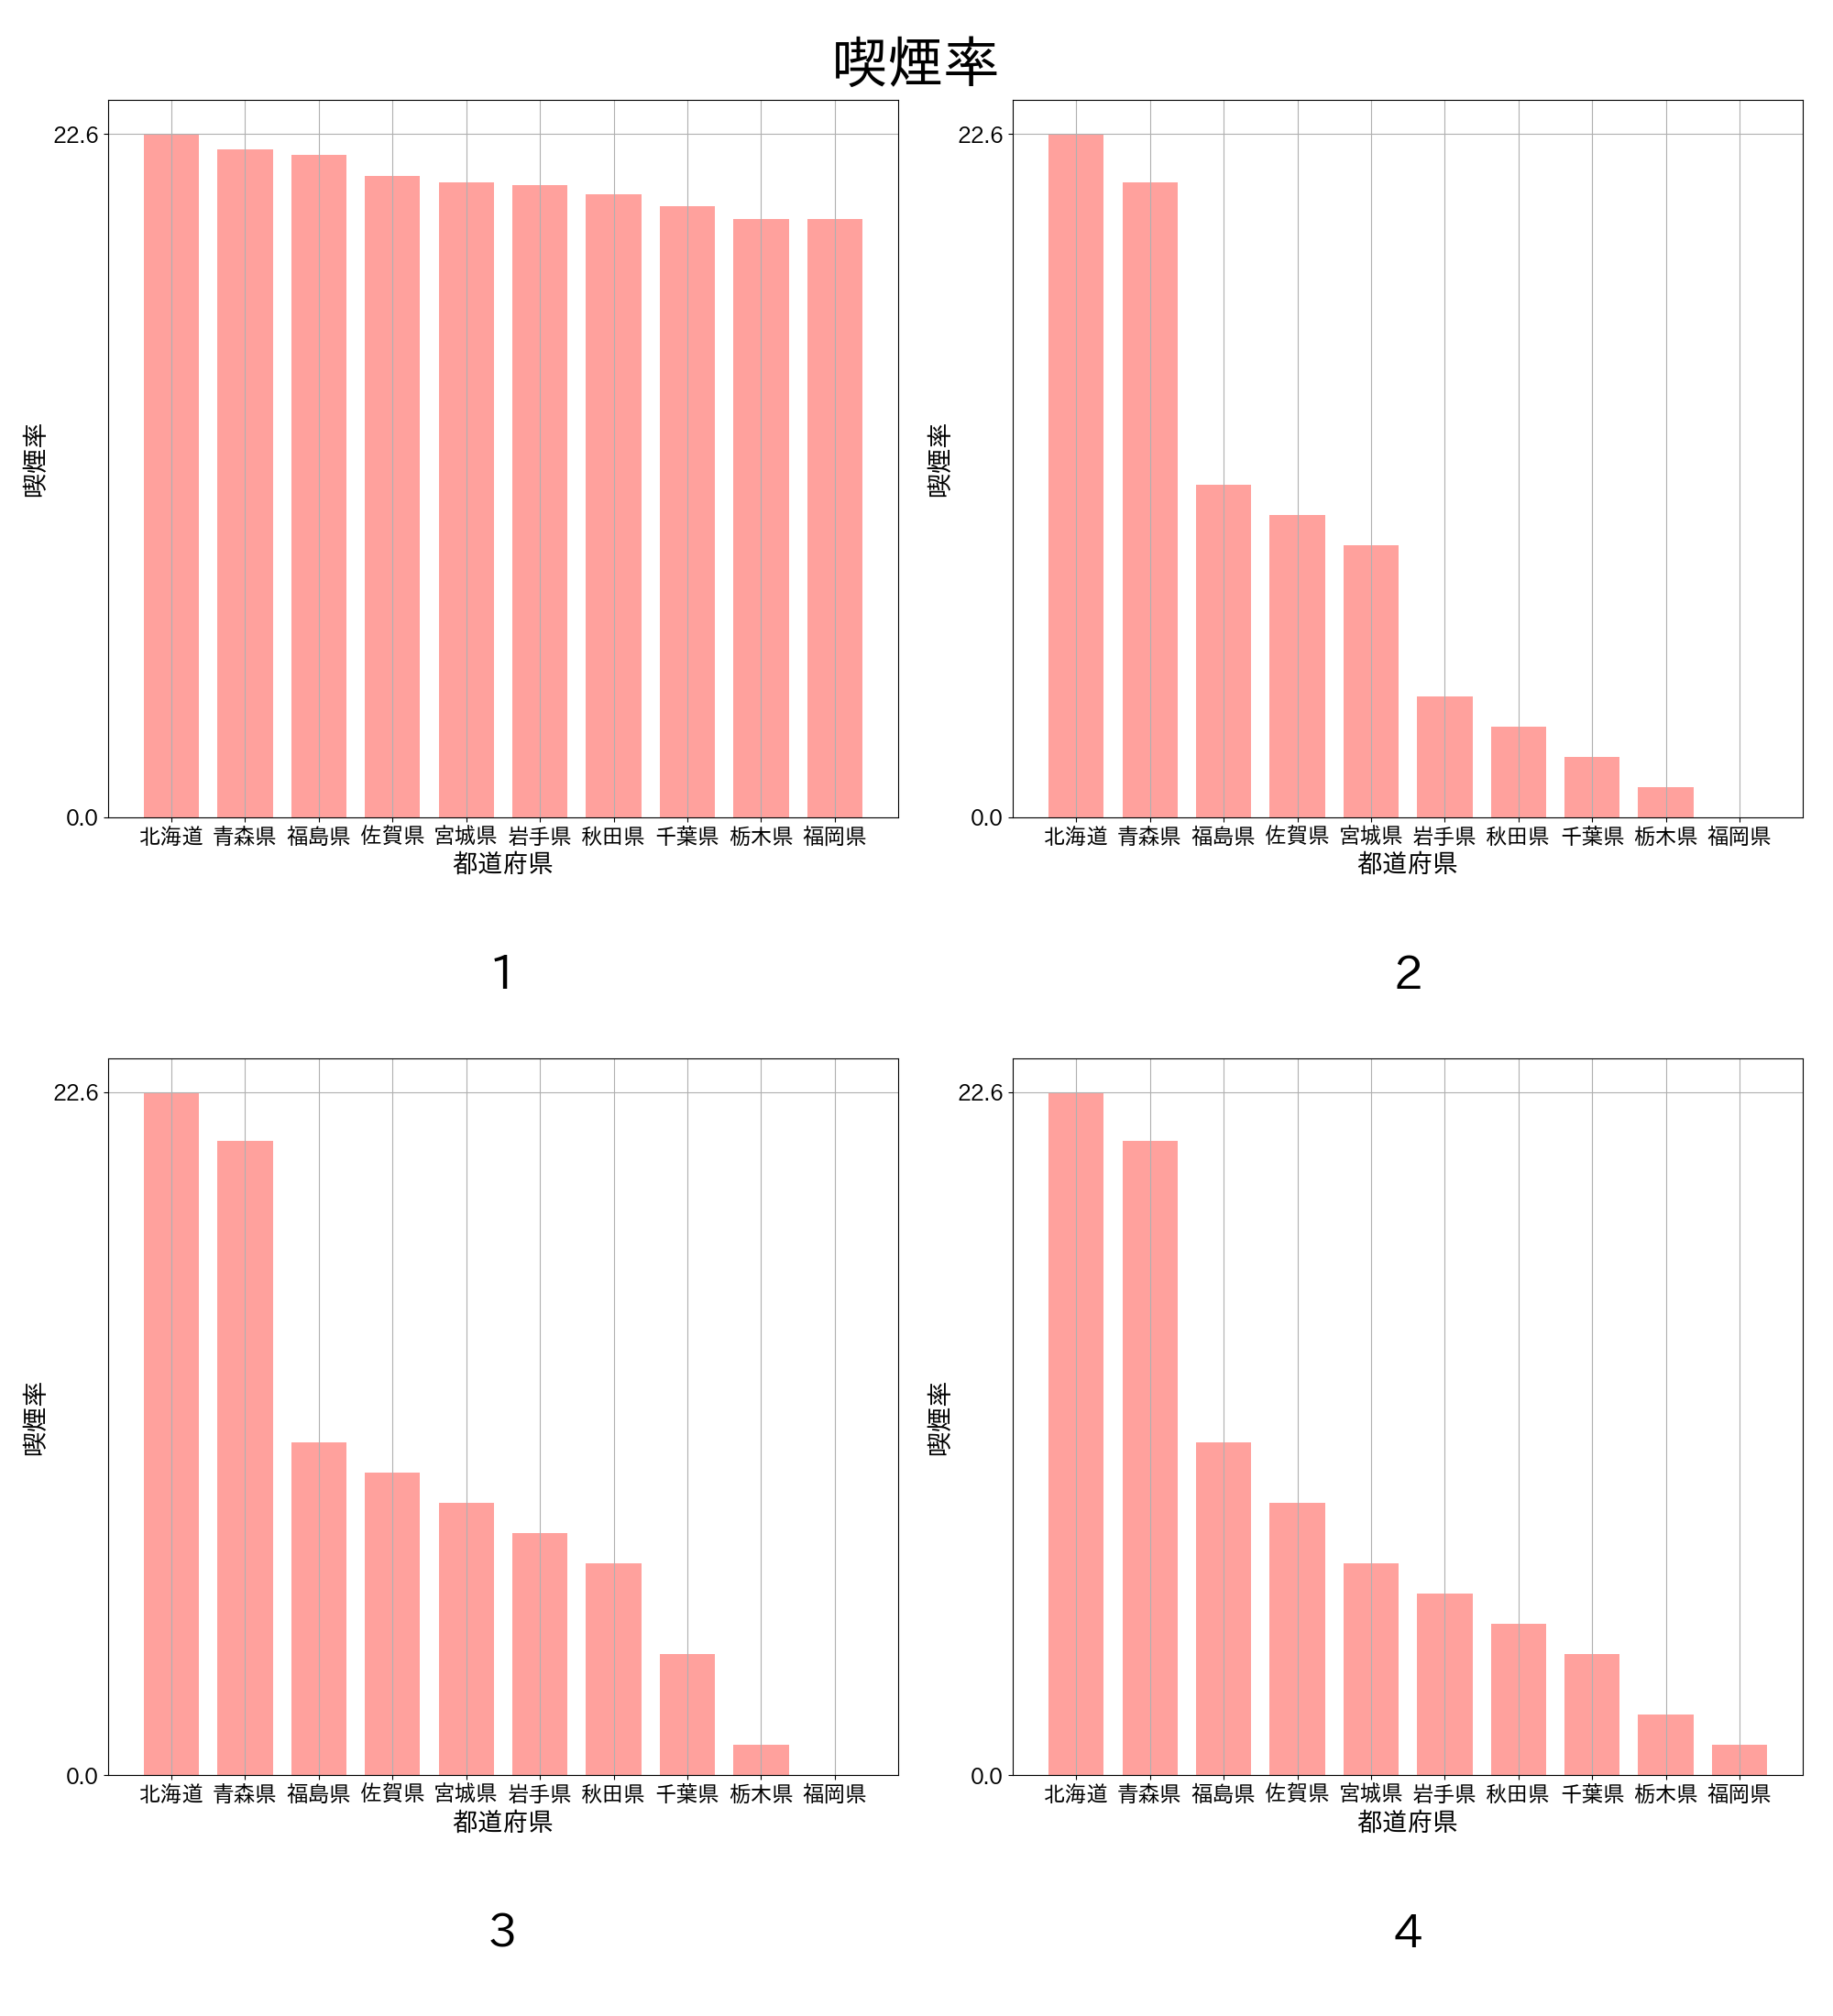 喫煙率
22.6
0.0
喫煙率
北海道 青森県 福島県 佐賀県 宮城県 岩手県 秋田県 千葉県 栃木県 福岡県
都道府県
1
22.6
0.0
喫煙率
北海道 青森県 福島県 佐賀県 宮城県 岩手県 秋田県 千葉県 栃木県 福岡県
都道府県
2
22.6
0.0
喫煙率
北海道 青森県 福島県 佐賀県 宮城県 岩手県 秋田県 千葉県 栃木県 福岡県
都道府県
3
22.6
0.0
喫煙率
北海道 青森県 福島県 佐賀県 宮城県 岩手県 秋田県 千葉県 栃木県 福岡県
都道府県
4